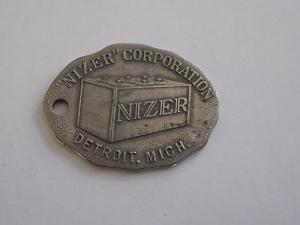 "NIZER" CORPORATION
NIZER
DETROIT. MICH.